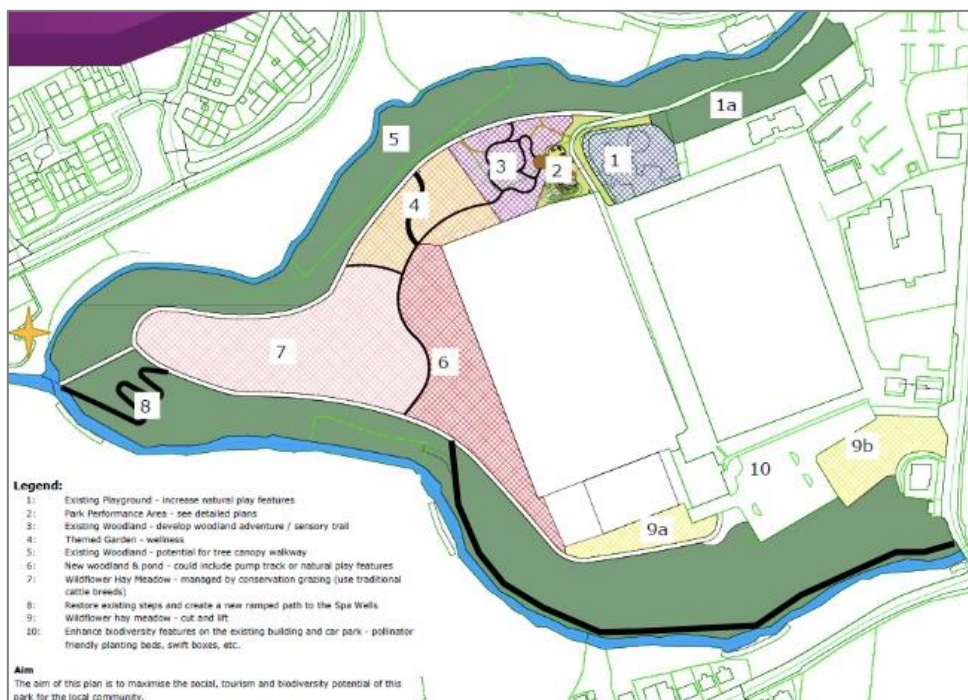 1a
5
1
3
2
4
7
6
8
9b
10
9a
Legend:
1: Existing Playground - increase natural play features
2: Park Performance Area - see detailed plans
3: Existing Woodland - develop woodland adventure / sensory trail
4: Themed Garden - wellness
5: Existing Woodland - potential for tree canopy walkway
6: New woodland & pond - could include pump track or natural play features
7: Wildflower Hay Meadow - managed by conservation grazing (use traditional
cattle breeds)
8: Restore existing steps and create a new ramped path to the Spa Wells
9: Wildflower hay meadow - cut and lift
10: Enhance biodiversity features on the existing building and car park - pollinator
friendly planting beds, swift boxes, etc.
Aim
The aim of this plan is to maximise the social, tourism and biodiversity potential of this
park for the local community.